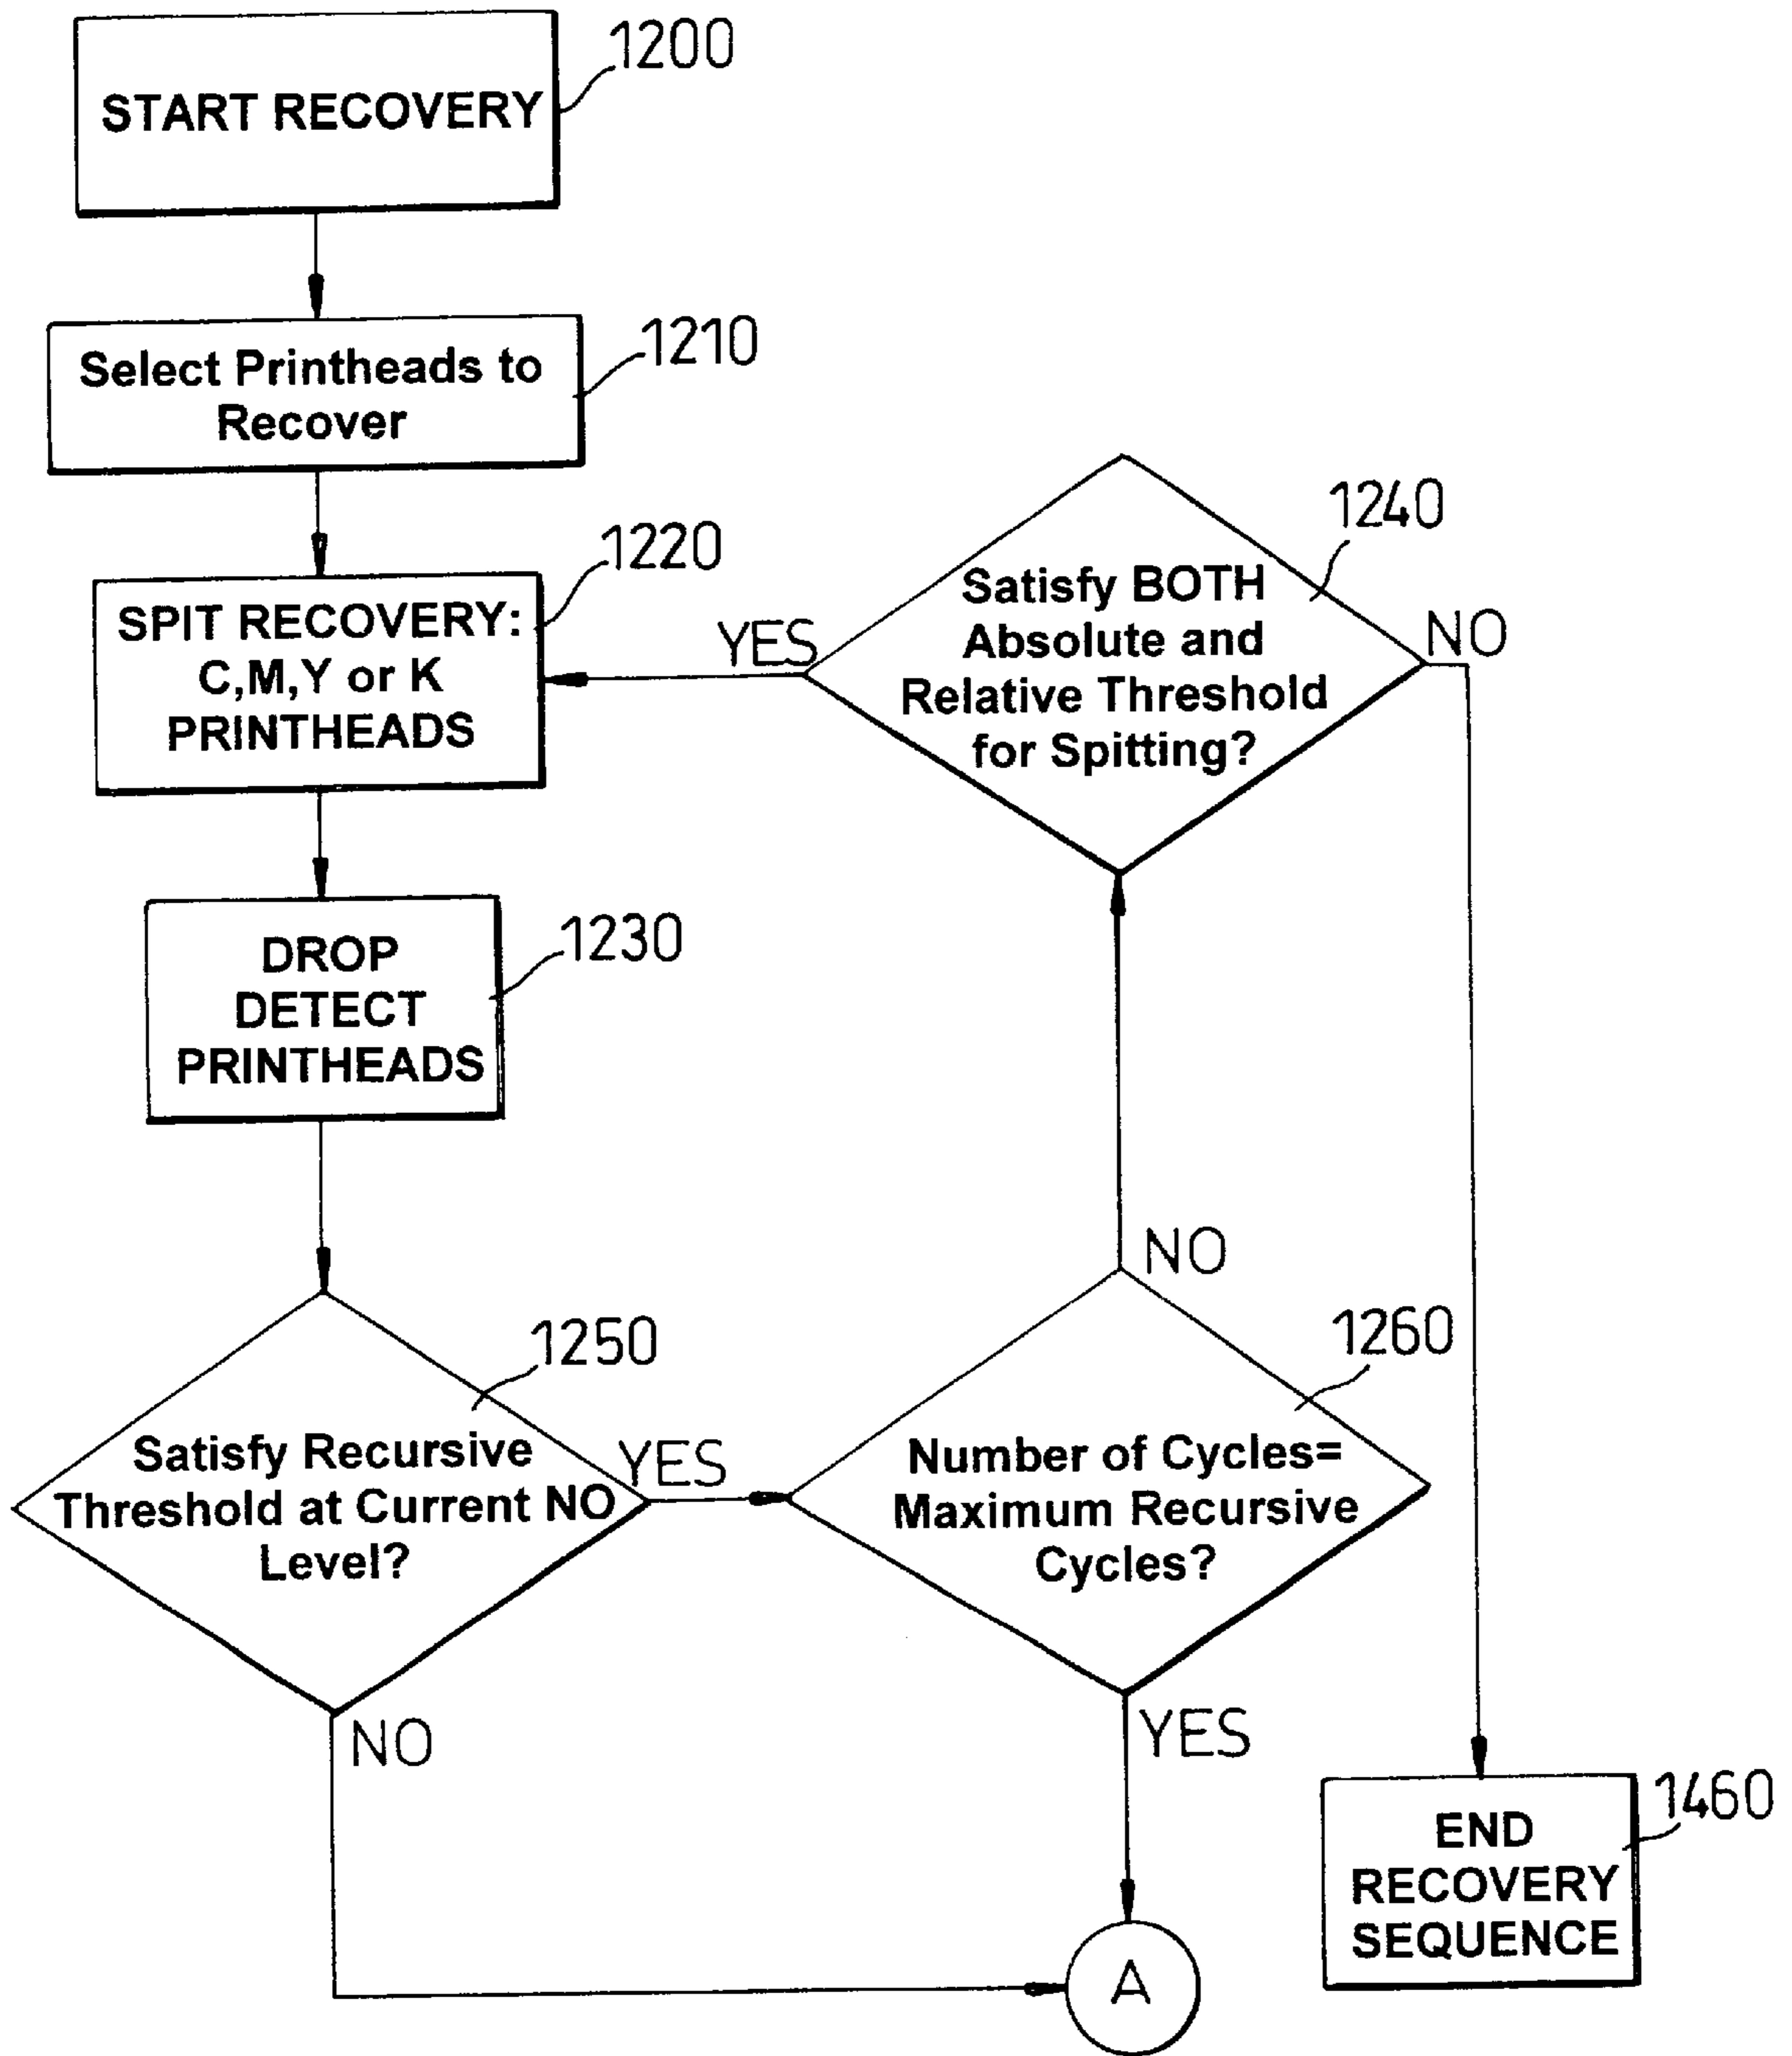 1200
START RECOVERY
1210
Select Printheads to
Recover
1220
SPIT RECOVERY:
C,M,Y or K
PRINTHEADS
1240
Satisfy BOTH
Absolute and
Relative Threshold
for Spitting?
YES
NO
1230
DROP
DETECT
PRINTHEADS
1250
Satisfy Recursive
Threshold at Current NO
Level?
YES
NO
1260
Number of Cycles=
Maximum Recursive
Cycles?
NO
YES
A
1460
END
RECOVERY
SEQUENCE